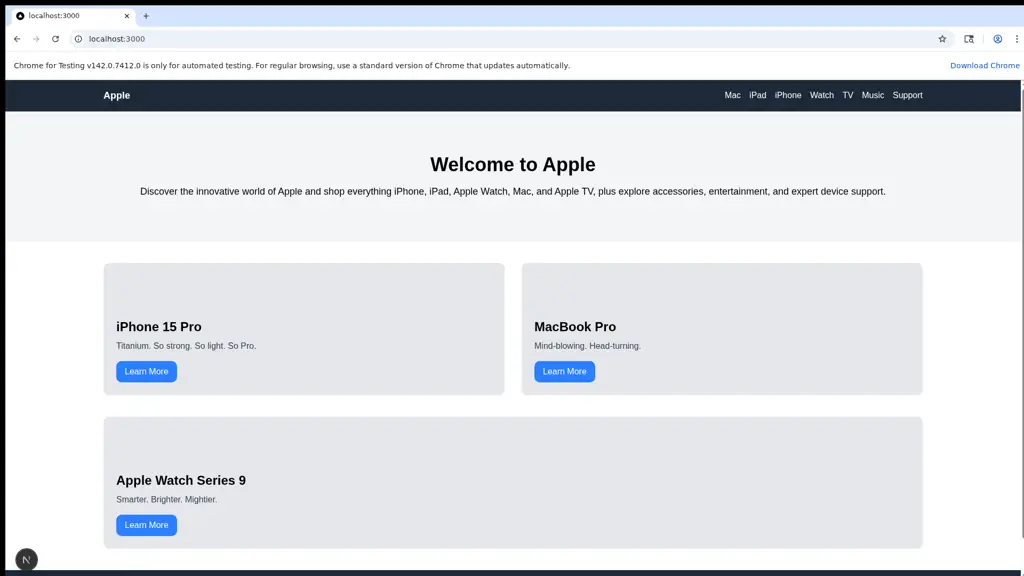 localhost:3000
localhost:3000
Chrome for Testing v142.0.7412.0 is only for automated testing. For regular browsing, use a standard version of Chrome that updates automatically.
Download Chrome
Apple
Mac iPad iPhone Watch TV Music Support
Welcome to Apple
Discover the innovative world of Apple and shop everything iPhone, iPad, Apple Watch, Mac, and Apple TV, plus explore accessories, entertainment, and expert device support.
iPhone 15 Pro
Titanium. So strong. So light. So Pro.
Learn More
MacBook Pro
Mind-blowing. Head-turning.
Learn More
Apple Watch Series 9
Smarter. Brighter. Mightier.
Learn More
N